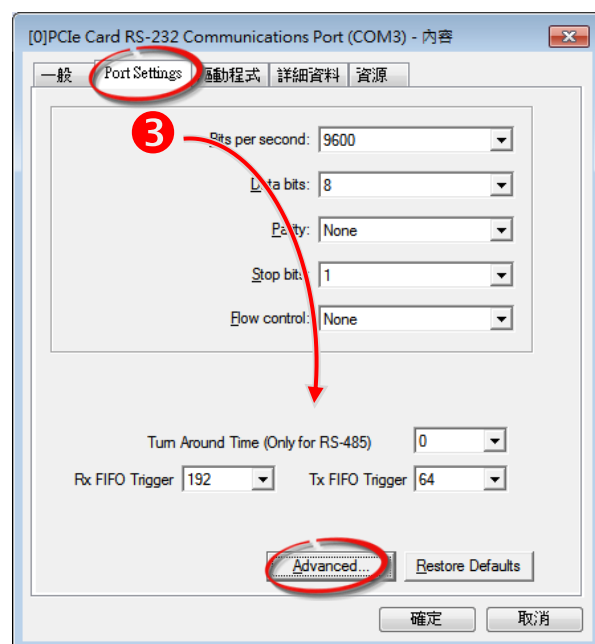 [0]PCIe Card RS-232 Communications Port (COM3) - 內容
一般 Port Settings 驅動程式 詳細資料 資源
3
Bits per second: 9600
Data bits: 8
Parity: None
Stop bits: 1
Flow control: None
Turn Around Time (Only for RS-485) 0
Rx FIFO Trigger 192 Tx FIFO Trigger 64
Advanced... Restore Defaults
確定 取消